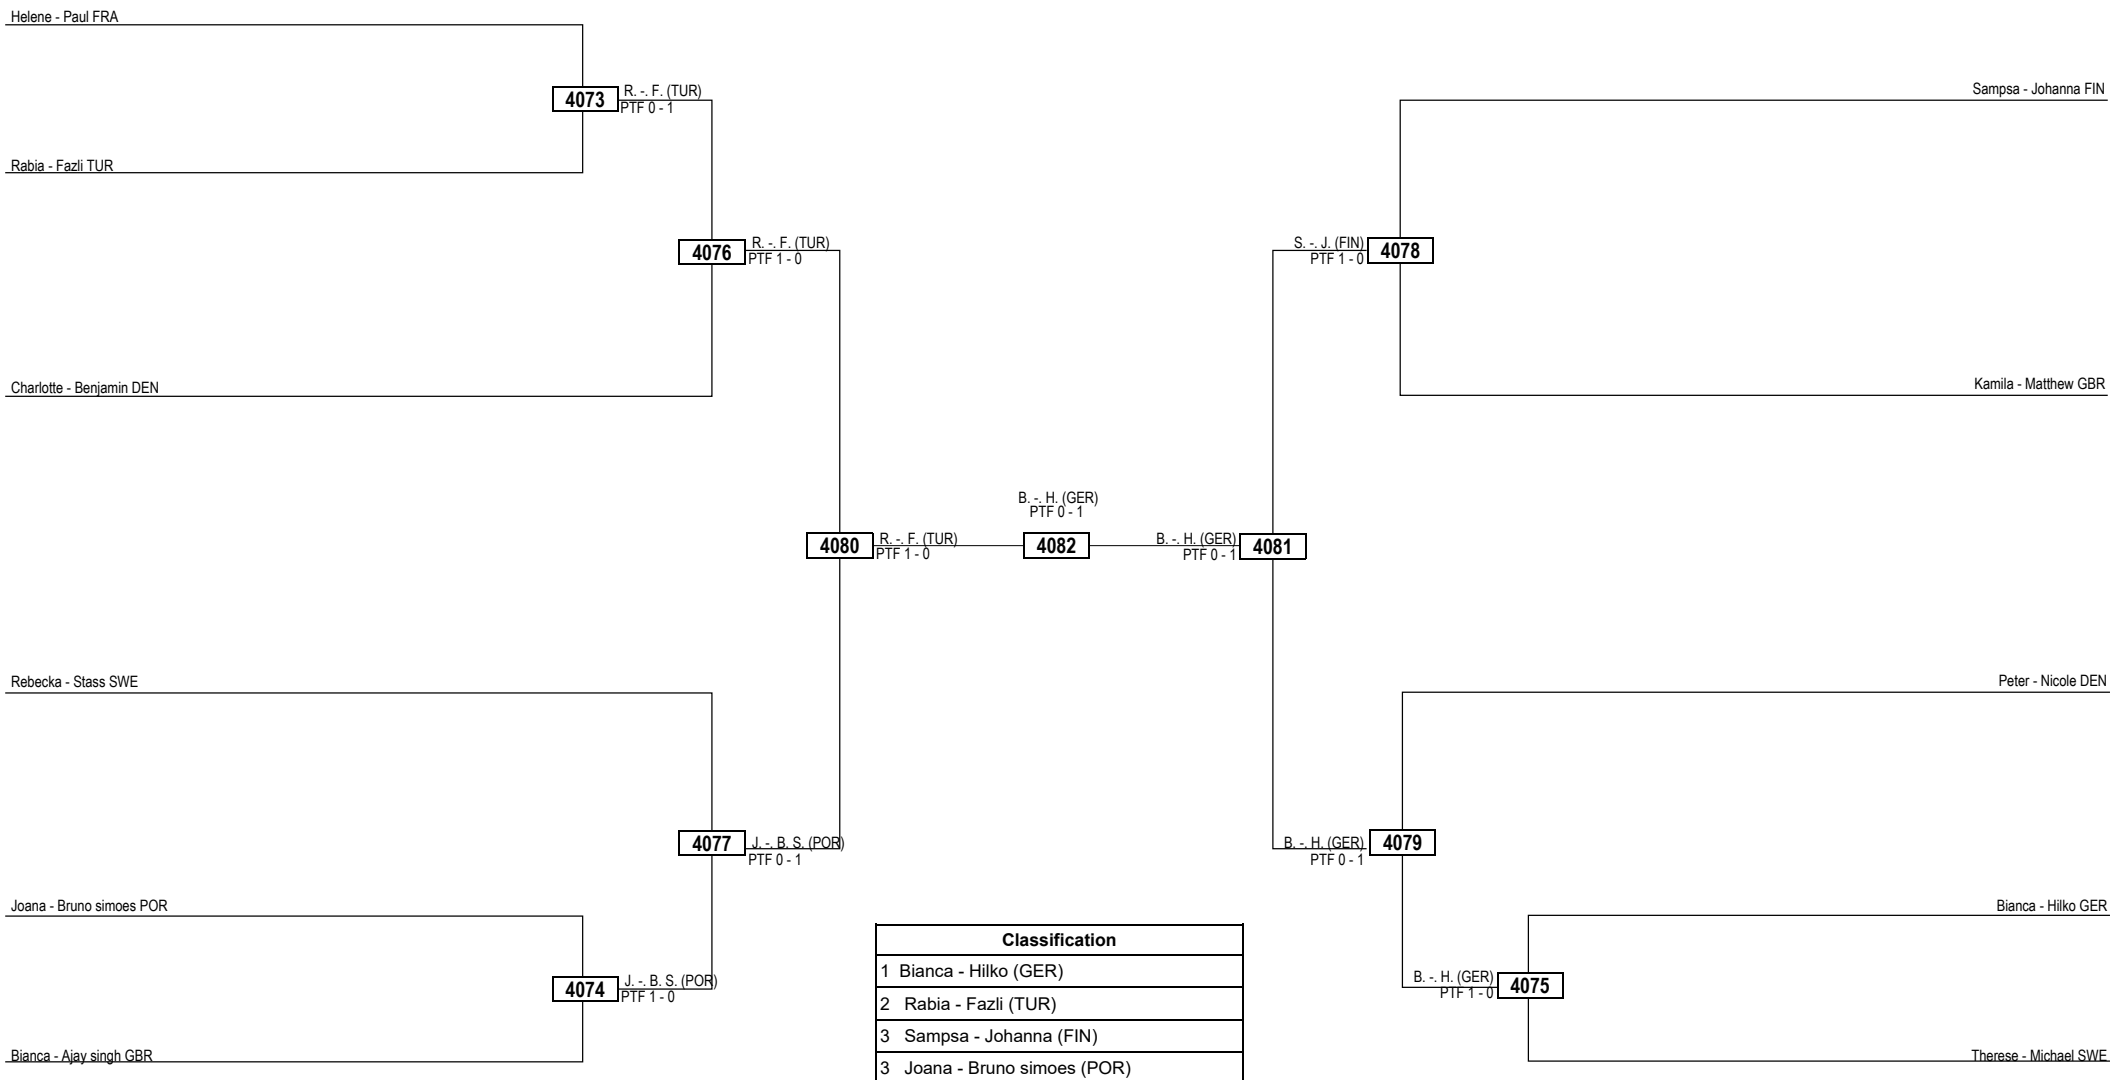 Helene - Paul FRA
4073
R. -. F. (TUR)
PTF 0 - 1
Rabia - Fazli TUR
4076
R. -. F. (TUR)
PTF 1 - 0
Charlotte - Benjamin DEN
4080
R. -. F. (TUR)
PTF 1 - 0
Rebecka - Stass SWE
4077
J. -. B. S. (POR)
PTF 0 - 1
Joana - Bruno simoes POR
4074
J. -. B. S. (POR)
PTF 1 - 0
Bianca - Ajay singh GBR
B. -. H. (GER)
PTF 0 - 1
4082
Sampsa - Johanna FIN
S. -. J. (FIN)
PTF 1 - 0
4078
Kamila - Matthew GBR
B. -. H. (GER)
PTF 0 - 1
4081
Peter - Nicole DEN
B. -. H. (GER)
PTF 0 - 1
4079
Bianca - Hilko GER
B. -. H. (GER)
PTF 1 - 0
4075
Therese - Michael SWE
Classification
1 Bianca - Hilko (GER)
2 Rabia - Fazli (TUR)
3 Sampsa - Johanna (FIN)
3 Joana - Bruno simoes (POR)